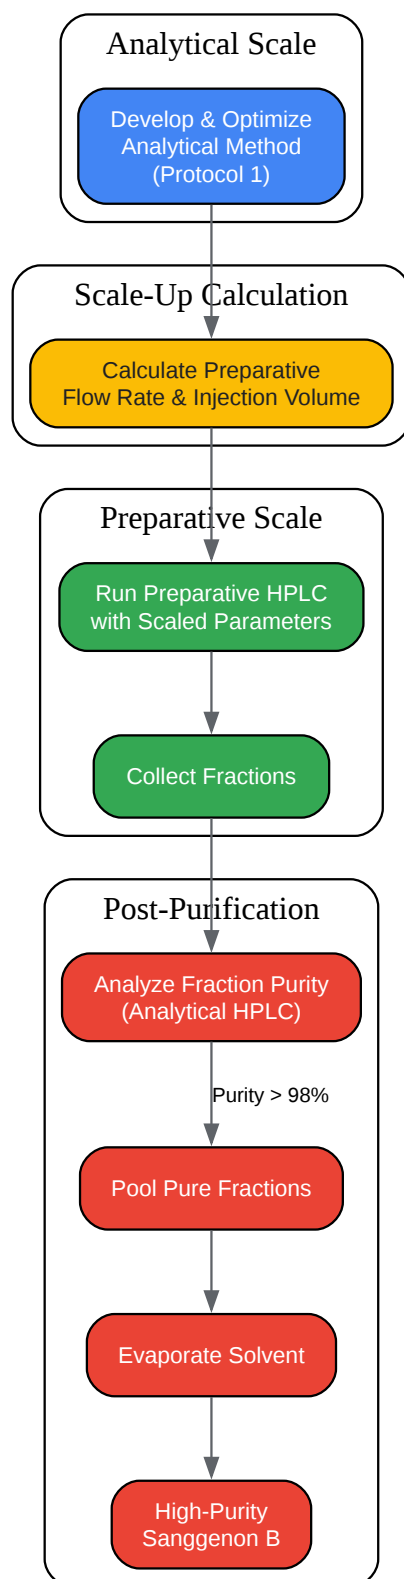 Analytical Scale
Develop & Optimize
Analytical Method
(Protocol 1)
Scale-Up Calculation
Calculate Preparative
Flow Rate & Injection Volume
Preparative Scale
Run Preparative HPLC
with Scaled Parameters
Collect Fractions
Post-Purification
Analyze Fraction Purity
(Analytical HPLC)
Purity > 98%
Pool Pure Fractions
Evaporate Solvent
High-Purity
Sanggenon B